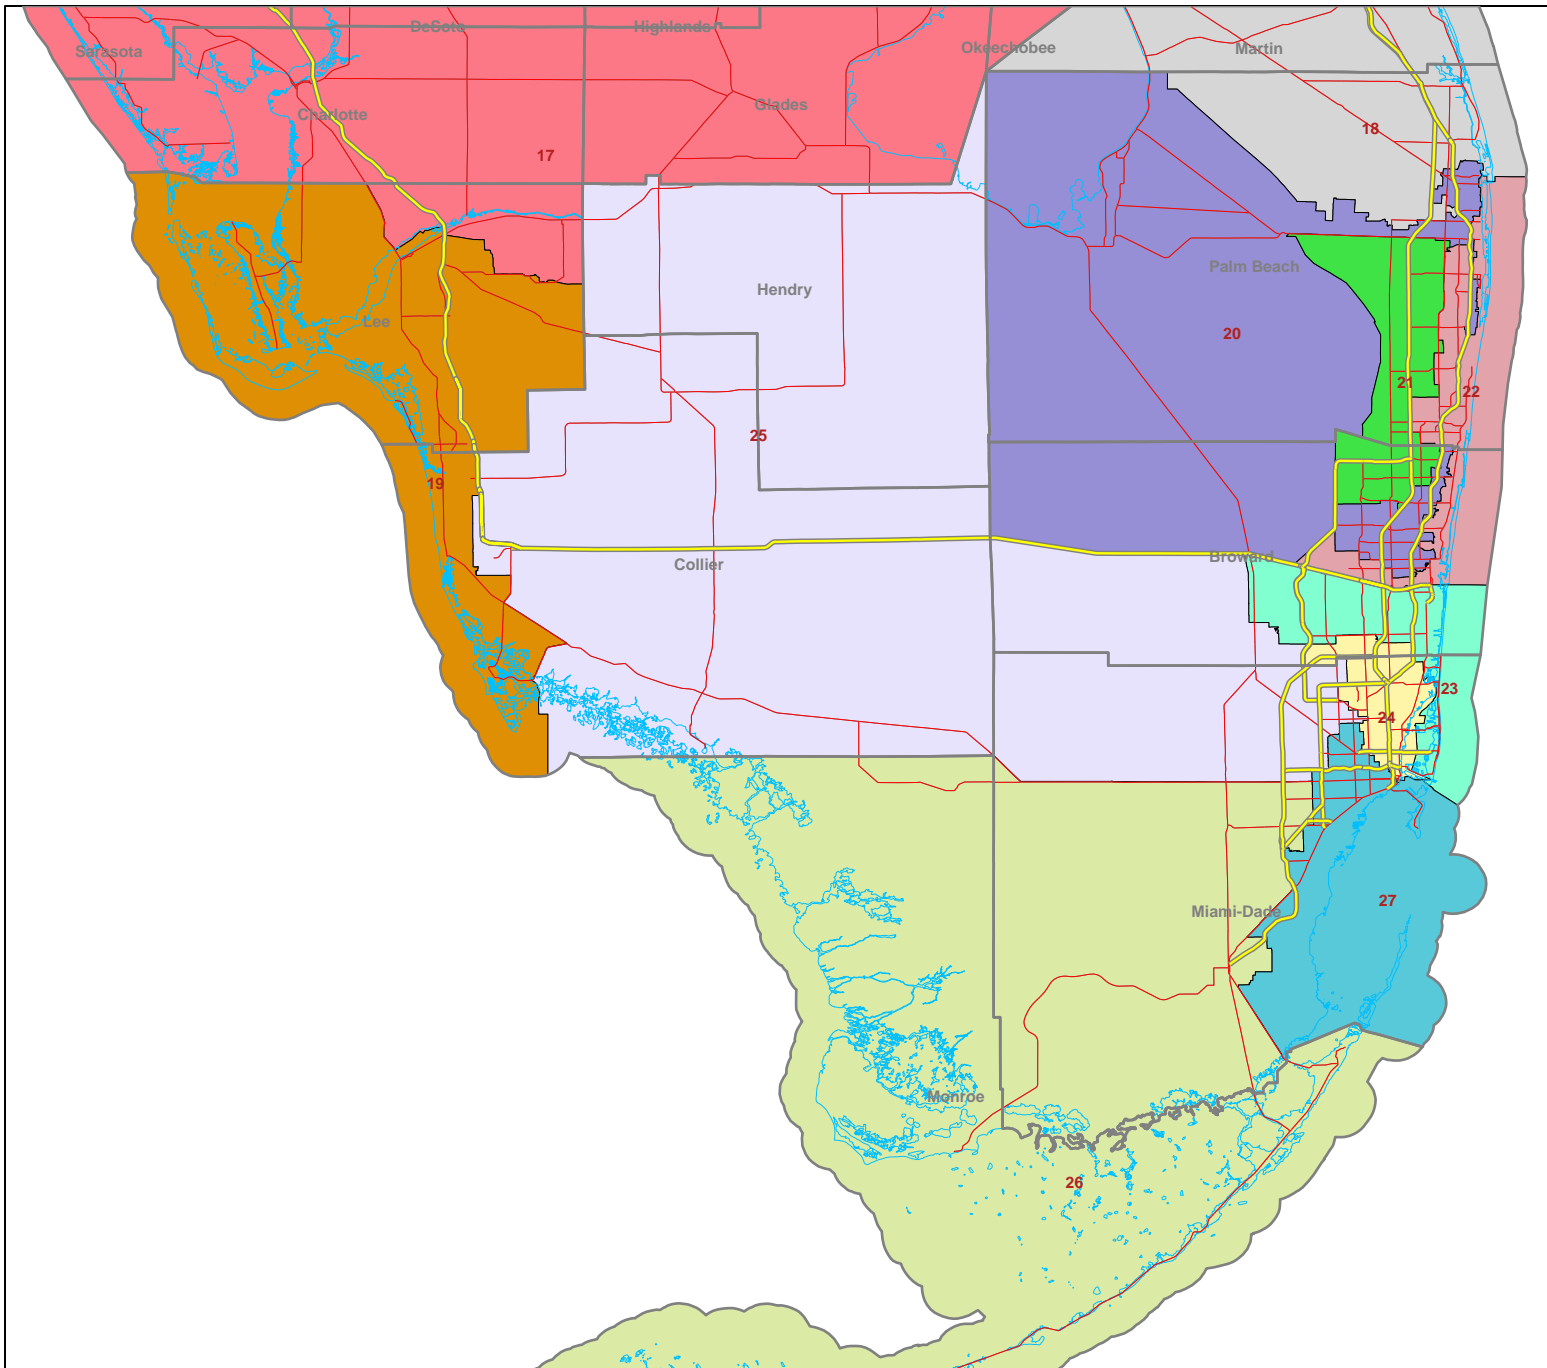 DeSoto
Highlands
Sarasota
Okeechobee
Martin
Glades
Charlotte
18
17
Palm Beach
Hendry
Lee
20
21
22
25
19
Broward
Collier
23
24
27
Miami-Dade
Monroe
26